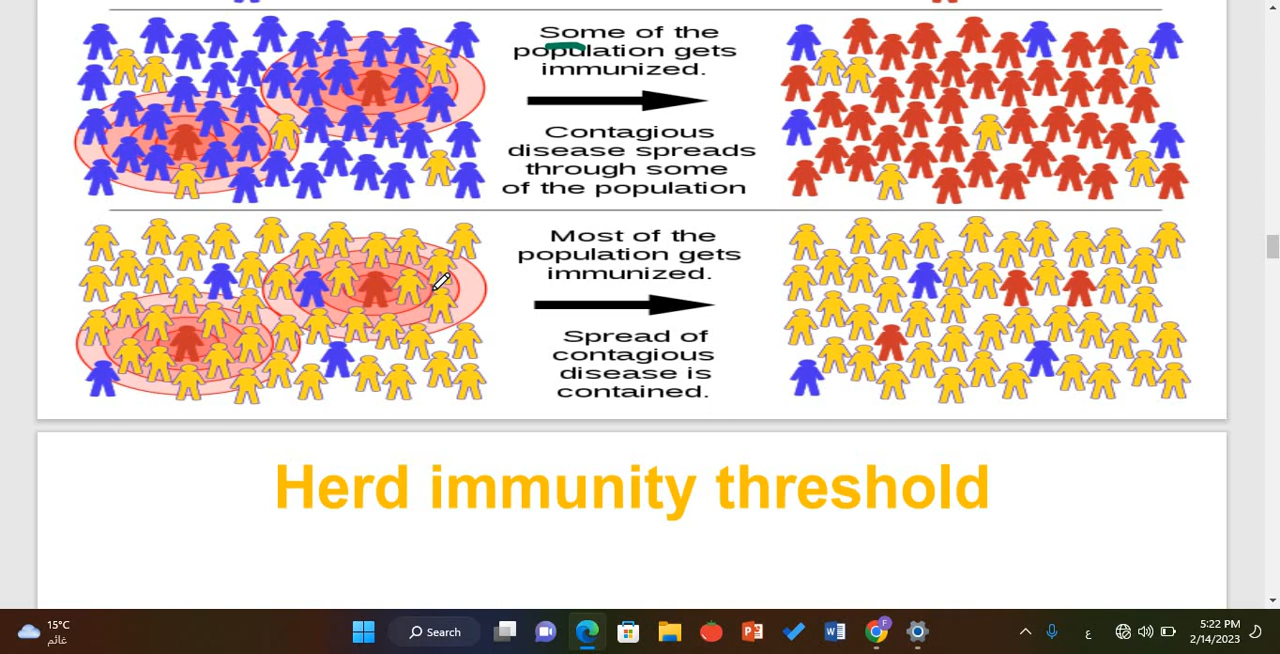 Some of the
population gets
immunized.
Contagious
disease spreads
through some
of the population
Most of the
population gets
immunized.
Spread of
contagious
disease is
contained.
Herd immunity threshold
15°C
غائم
Search
F
ع
5:22 PM
2/14/2023